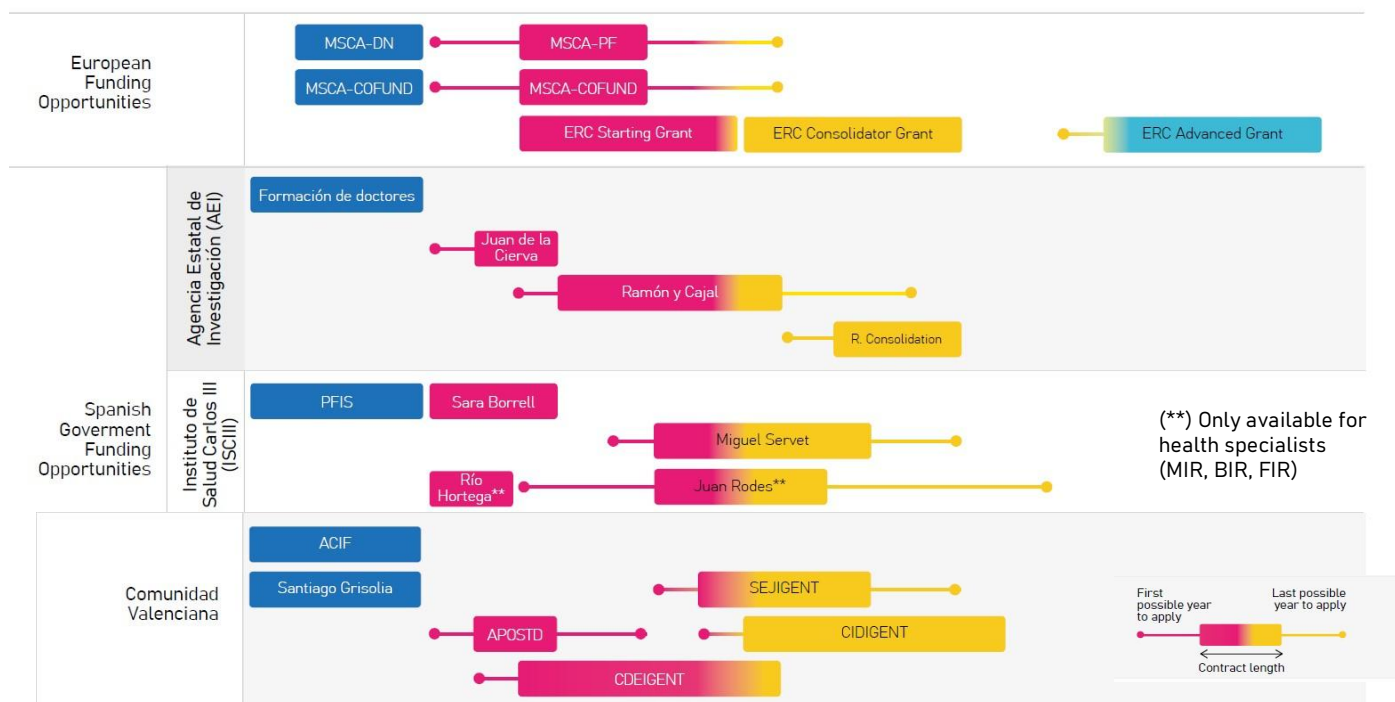 European
Funding
Opportunities
MSCA-DN
MSCA-PF
MSCA-COFUND
MSCA-COFUND
ERC Starting Grant
ERC Consolidator Grant
ERC Advanced Grant
Spanish
Goverment
Funding
Opportunities
Agencia Estatal de
Investigación (AEI)
Formación de doctores
Juan de la
Cierva
Ramón y Cajal
R. Consolidation
Instituto de
Salud Carlos III
(ISCIII)
PFIS
Sara Borrell
Miguel Servet
Río
Hortega**
Juan Rodes**
(**) Only available for
health specialists
(MIR, BIR, FIR)
Comunidad
Valenciana
ACIF
Santiago Grisolia
SEJIGENT
APOSTD
CIDIGENT
CDEIGENT
First
possible year
to apply
Last possible
year to apply
Contract length